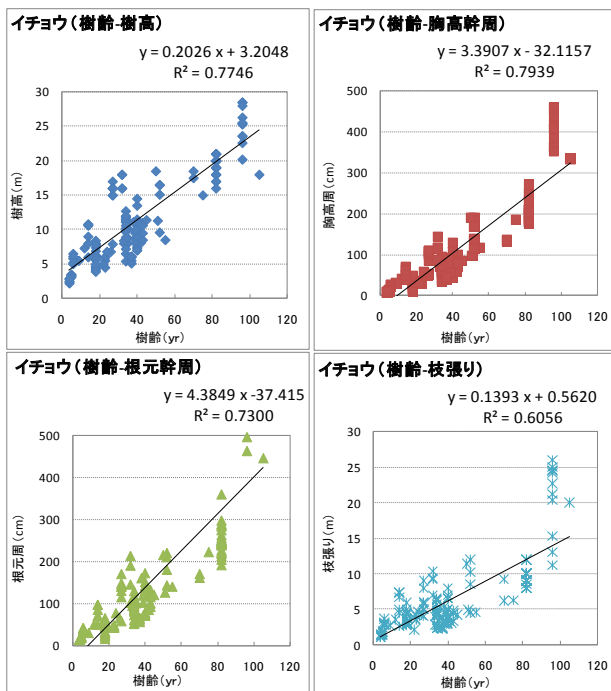 イチョウ（樹齢-樹高）
y = 0.2026 x + 3.2048
R² = 0.7746
30
25
20
15
10
5
0
樹高（m）
0 20 40 60 80 100 120
樹齢（yr）
イチョウ（樹齢-胸高幹周）
y = 3.3907 x - 32.1157
R² = 0.7939
500
400
300
200
100
0
胸高周（cm）
0 20 40 60 80 100 120
樹齢（yr）
イチョウ（樹齢-根元幹周）
y = 4.3849 x -37.415
R² = 0.7300
500
400
300
200
100
0
根元周（cm）
0 20 40 60 80 100 120
樹齢（yr）
イチョウ（樹齢-枝張り）
y = 0.1393 x + 0.5620
R² = 0.6056
30
25
20
15
10
5
0
枝張り（m）
0 20 40 60 80 100 120
樹齢（yr）